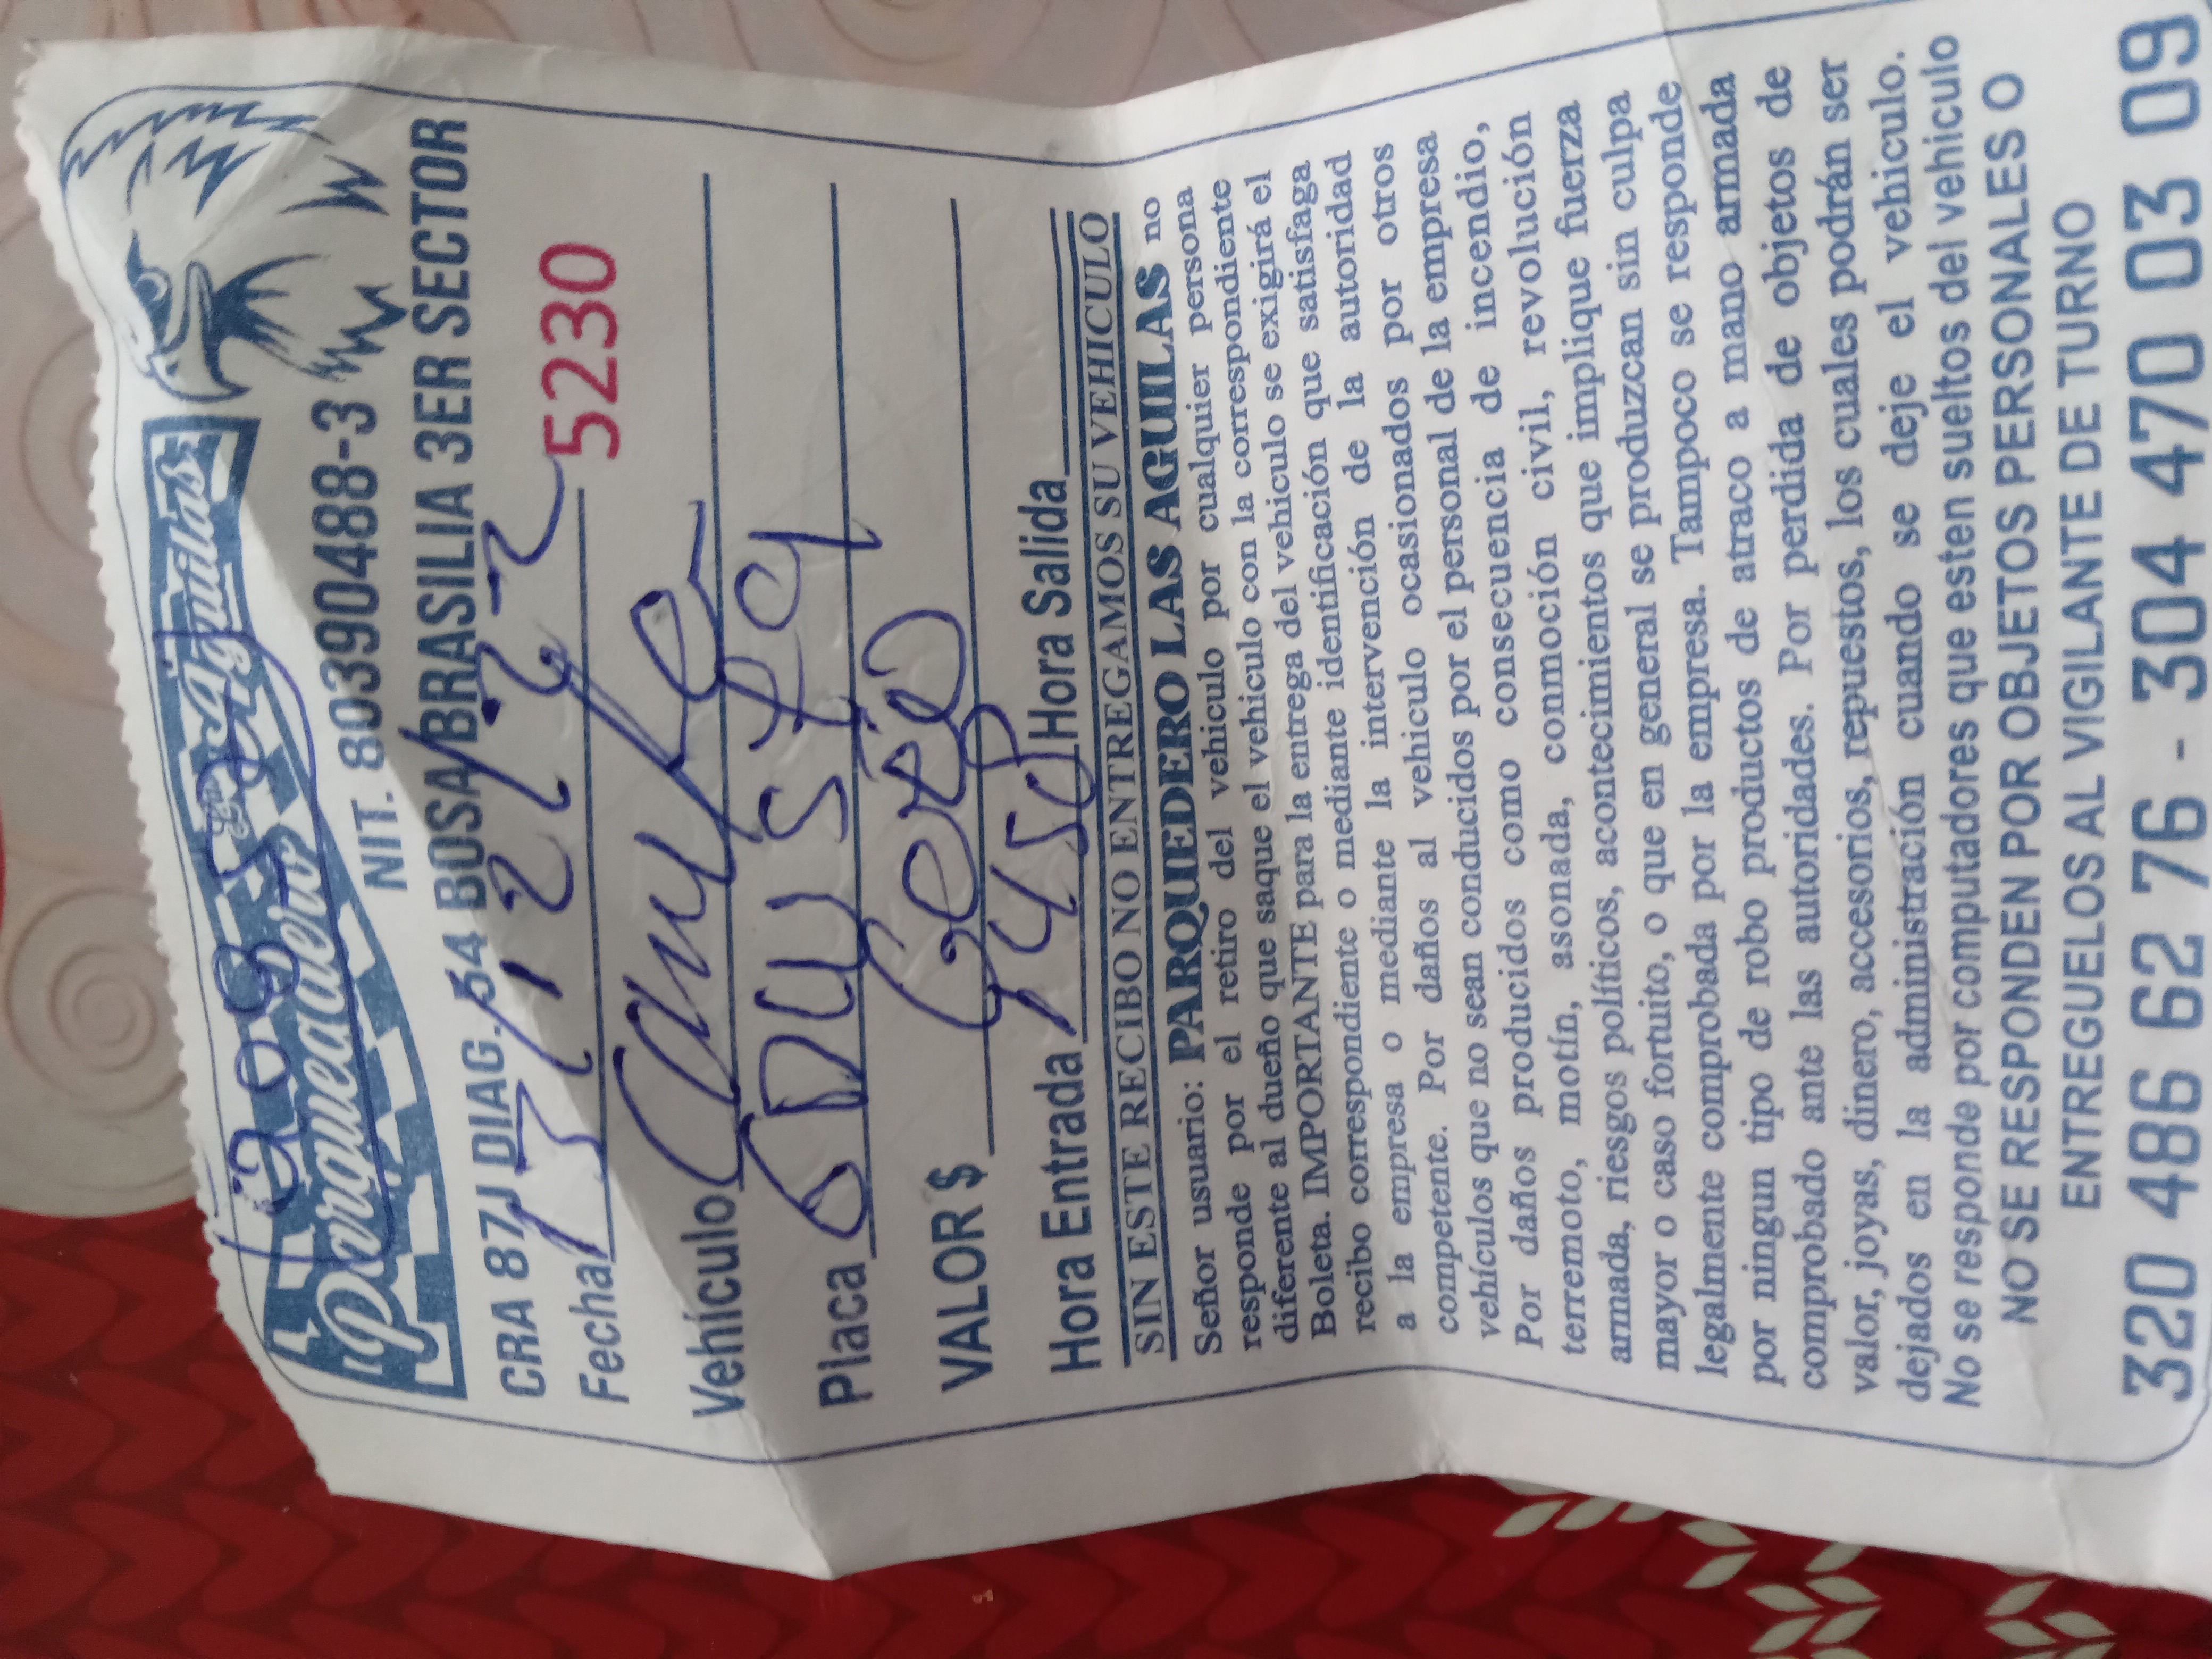 Parqueadero Las Aguilas
NIT. 80390488-3
CRA 87J DIAG. 54 BOSA BRASILIA 3ER SECTOR
Fecha 5230
Vehículo
Placa
VALOR $
Hora Entrada Hora Salida
SIN ESTE RECIBO NO ENTREGAMOS SU VEHICULO
Señor usuario: PARQUEDERO LAS AGUILAS no
responde por el retiro del vehiculo por cualquier persona
diferente al dueño que saque el vehiculo con la correspondiente
Boleta. IMPORTANTE para la entrega del vehiculo se exigirá el
recibo correspondiente o mediante identificación que satisfaga
a la empresa o mediante la intervención de la autoridad
competente. Por daños al vehiculo ocasionados por otros
vehículos que no sean conducidos por el personal de la empresa
Por daños producidos como consecuencia de incendio,
terremoto, motín, asonada, conmoción civil, revolución
armada, riesgos políticos, acontecimientos que implique fuerza
mayor o caso fortuito, o que en general se produzcan sin culpa
legalmente comprobada por la empresa. Tampoco se responde
por ningun tipo de robo productos de atraco a mano armada
comprobado ante las autoridades. Por perdida de objetos de
valor, joyas, dinero, accesorios, repuestos, los cuales podrán ser
dejados en la administración cuando se deje el vehiculo.
No se responde por computadores que esten sueltos del vehiculo
NO SE RESPONDEN POR OBJETOS PERSONALES O
ENTREGUELOS AL VIGILANTE DE TURNO
320 486 62 76 - 304 470 03 09